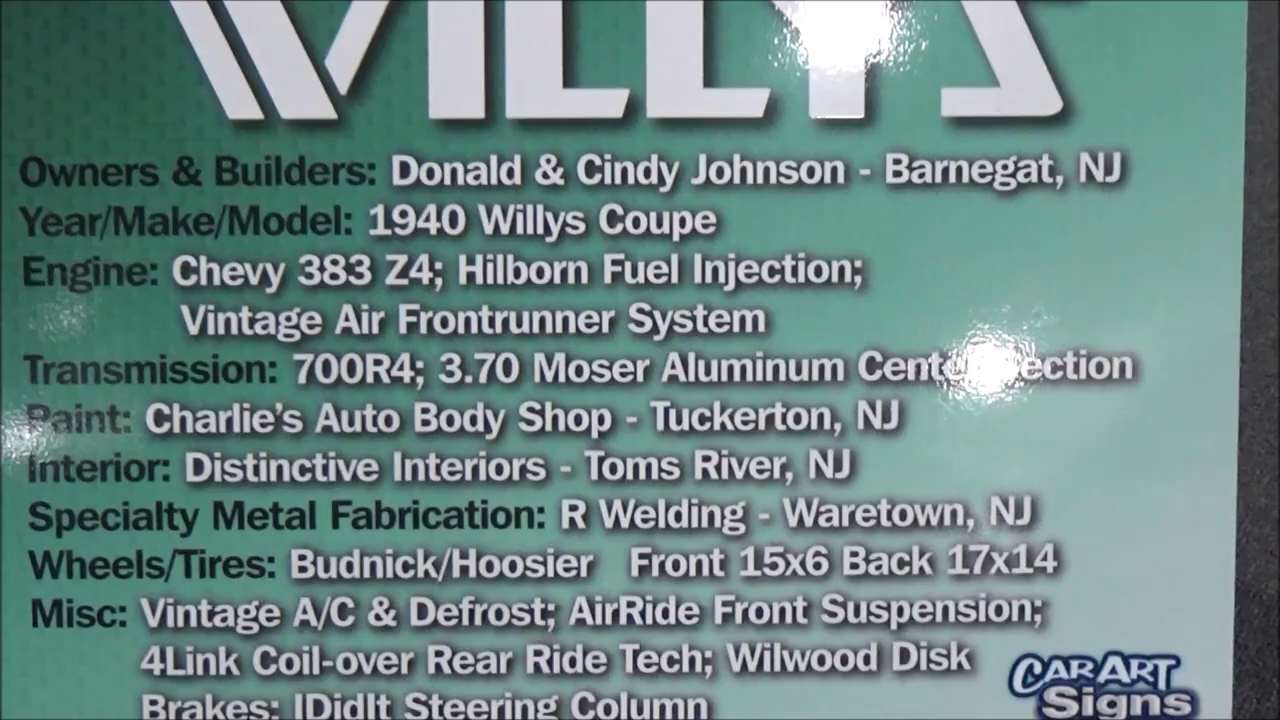 WILLYS
Owners & Builders: Donald & Cindy Johnson - Barnegat, NJ
Year/Make/Model: 1940 Willys Coupe
Engine: Chevy 383 Z4; Hilborn Fuel Injection;
Vintage Air Frontrunner System
Transmission: 700R4; 3.70 Moser Aluminum Center Section
Paint: Charlie's Auto Body Shop - Tuckerton, NJ
Interior: Distinctive Interiors - Toms River, NJ
Specialty Metal Fabrication: R Welding - Waretown, NJ
Wheels/Tires: Budnick/Hoosier Front 15x6 Back 17x14
Misc: Vintage A/C & Defrost; AirRide Front Suspension;
4Link Coil-over Rear Ride Tech; Wilwood Disk
Brakes; IDidIt Steering Column
CAR ART
Signs